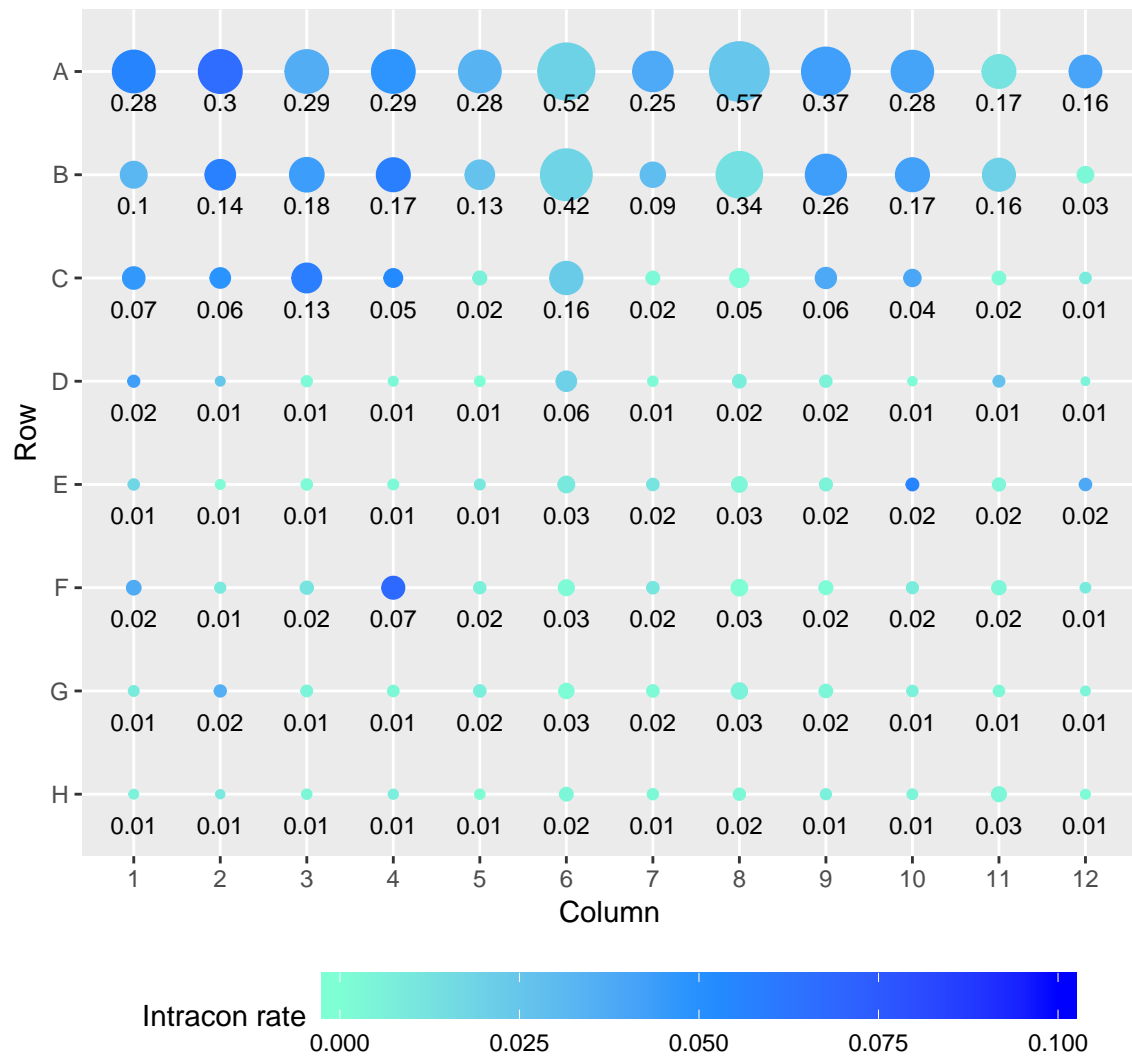 A
0.28 0.3 0.29 0.29 0.28 0.52 0.25 0.57 0.37 0.28 0.17 0.16
B
0.1 0.14 0.18 0.17 0.13 0.42 0.09 0.34 0.26 0.17 0.16 0.03
C
0.07 0.06 0.13 0.05 0.02 0.16 0.02 0.05 0.06 0.04 0.02 0.01
D
0.02 0.01 0.01 0.01 0.01 0.06 0.01 0.02 0.02 0.01 0.01 0.01
Row
E
0.01 0.01 0.01 0.01 0.01 0.03 0.02 0.03 0.02 0.02 0.02 0.02
F
0.02 0.01 0.02 0.07 0.02 0.03 0.02 0.03 0.02 0.02 0.02 0.01
G
0.01 0.02 0.01 0.01 0.02 0.03 0.02 0.03 0.02 0.01 0.01 0.01
H
0.01 0.01 0.01 0.01 0.01 0.02 0.01 0.02 0.01 0.01 0.03 0.01
1 2 3 4 5 6 7 8 9 10 11 12
Column
Intracon rate
0.000 0.025 0.050 0.075 0.100